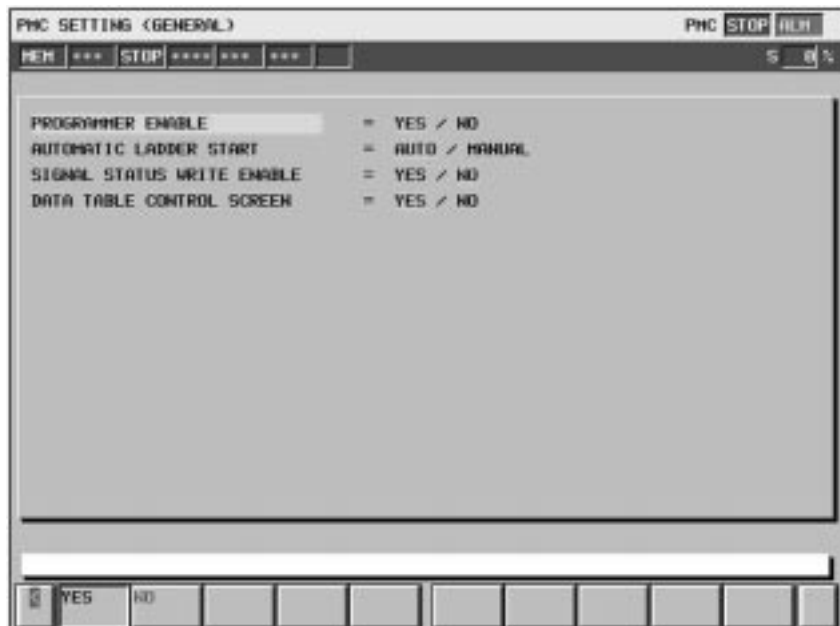 PMC SETTING (GENERAL) PMC STOP ALM
MEM *** STOP **** *** *** S 0 %
PROGRAMMER ENABLE = YES / NO
AUTOMATIC LADDER START = AUTO / MANUAL
SIGNAL STATUS WRITE ENABLE = YES / NO
DATA TABLE CONTROL SCREEN = YES / NO
YES NO